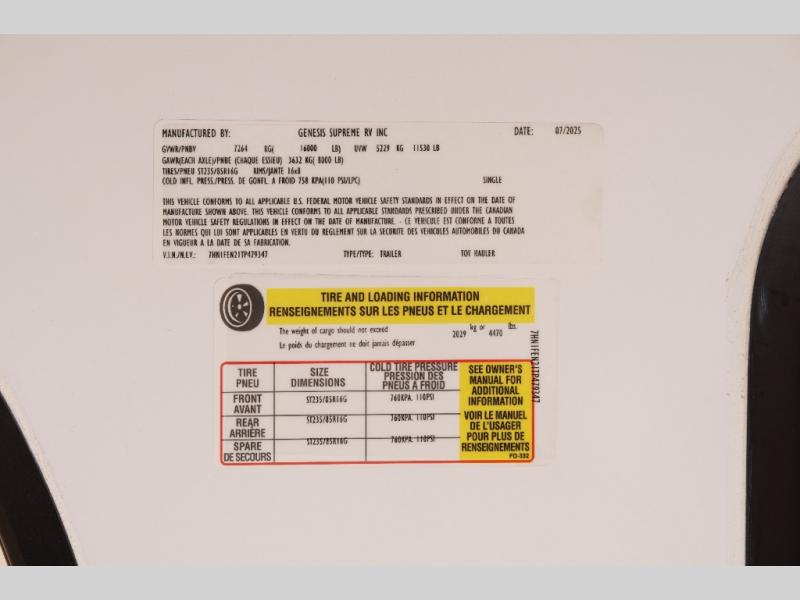 MANUFACTURED BY: GENESIS SUPREME RV INC DATE: 07/2025
GVWR/PNBV 7264 KG( 16000 LB) UVW 5229 KG 11530 LB
GAWR(EACH AXLE)/PNBE (CHAQUE ESSIEU) 3632 KG( 8000 LB)
TIRES/PNEU ST235/85R16G RIMS/JANTE 16x8
COLD INFL. PRESS./PRESS. DE GONFL. A FROID 758 KPA(110 PSI/LPC) SINGLE
THIS VEHICLE CONFORMS TO ALL APPLICABLE U.S. FEDERAL MOTOR VEHICLE SAFETY STANDARDS IN EFFECT ON THE DATE OF
MANUFACTURE SHOWN ABOVE. THIS VEHICLE CONFORMS TO ALL APPLICABLE STANDARDS PRESCRIBED UNDER THE CANADIAN
MOTOR VEHICLE SAFETY REGULATIONS IN EFFECT ON THE DATE OF MANUFACTURE. - CE VEHICULE EST CONFORME A TOUTES
LES NORMES QUI LUI SONT APPLICABLES EN VERTU DU REGLEMENT SUR LA SECURITE DES VEHICULES AUTOMOBILES DU CANADA
EN VIGUEUR A LA DATE DE SA FABRICATION.
V.I.N./N.I.V.: 7HN1FEN21TP429347 TYPE/TYPE: TRAILER TOY HAULER
TIRE AND LOADING INFORMATION
RENSEIGNEMENTS SUR LES PNEUS ET LE CHARGEMENT
The weight of cargo should not exceed 2029 kg or 4470 lbs.
Le poids du chargement ne doit jamais dépasser
7HN1FEN21TP429347
TIRE SIZE COLD TIRE PRESSURE
PNEU DIMENSIONS PRESSION DES
PNEUS A FROID
FRONT ST235/85R16G 760KPA. 110PSI
AVANT
REAR ST235/85R16G 760KPA. 110PSI
ARRIÈRE
SPARE ST235/85R16G 760KPA. 110PSI
DE SECOURS
SEE OWNER'S
MANUAL FOR
ADDITIONAL
INFORMATION
VOIR LE MANUEL
DE L'USAGER
POUR PLUS DE
RENSEIGNEMENTS
PD-332